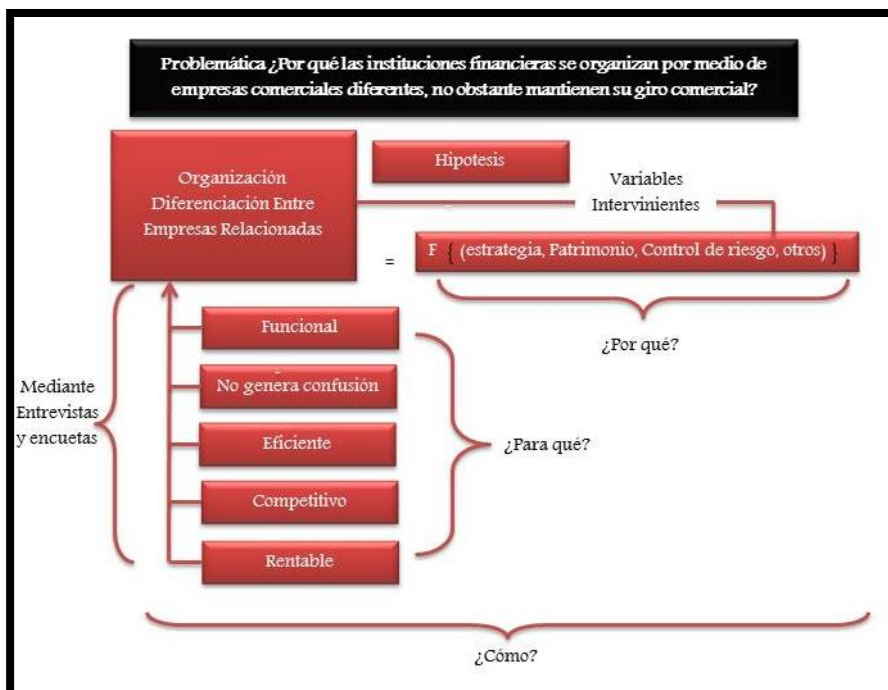 Problemática ¿Por qué las instituciones financieras se organizan por medio de
empresas comerciales diferentes, no obstante mantienen su giro comercial?
Organización
Diferenciación Entre
Empresas Relacionadas
Hipotesis
Variables
Intervinientes
=
F { (estrategia, Patrimonio, Control de riesgo, otros) }
¿Por qué?
Mediante
Entrevistas
y encuetas
Funcional
No genera confusión
Eficiente
Competitivo
Rentable
¿Para qué?
¿Cómo?